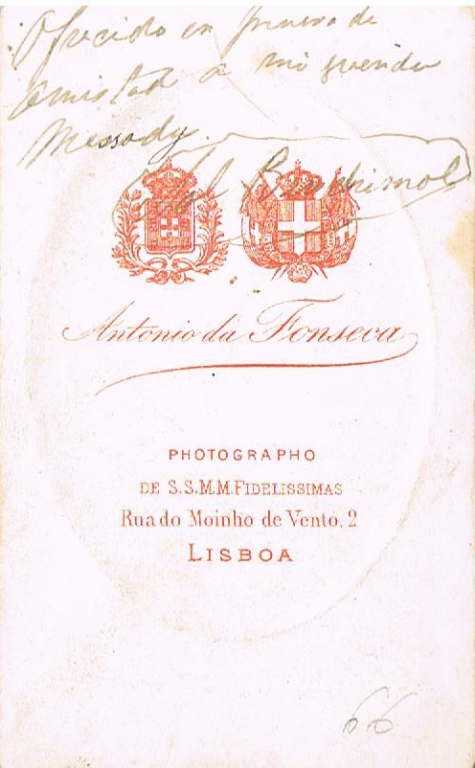 Ofrecido en prueva de
amistad a mi querida
Messody.
Bendrimol
Antonio da Fonseca
PHOTOGRAPHO
DE S.S.M.M. FIDELISSIMAS
Rua do Moinho de Vento, 2
LISBOA
66